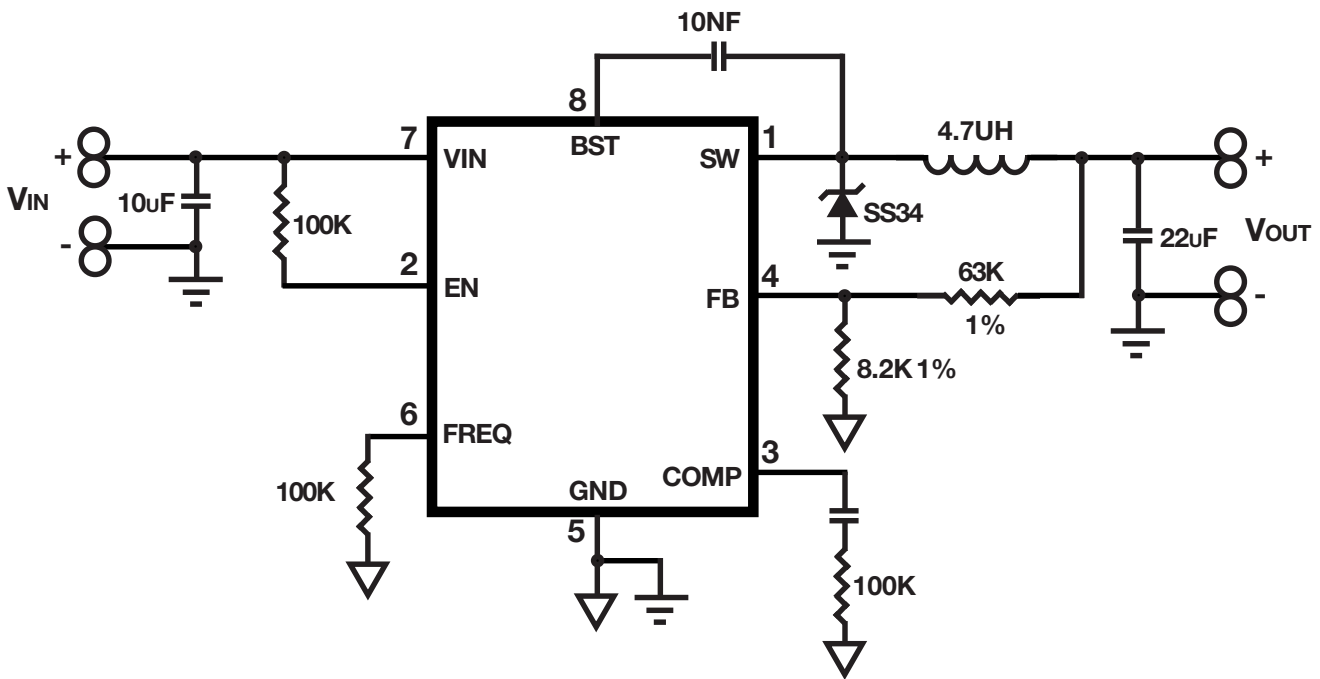 10NF
8
BST
7
VIN
SW
1
4.7UH
+
VIN
-
10UF
100K
SS34
+
VOUT
-
22UF
2
EN
FB
4
63K
1%
8.2K 1%
6
FREQ
100K
COMP
3
GND
5
100K